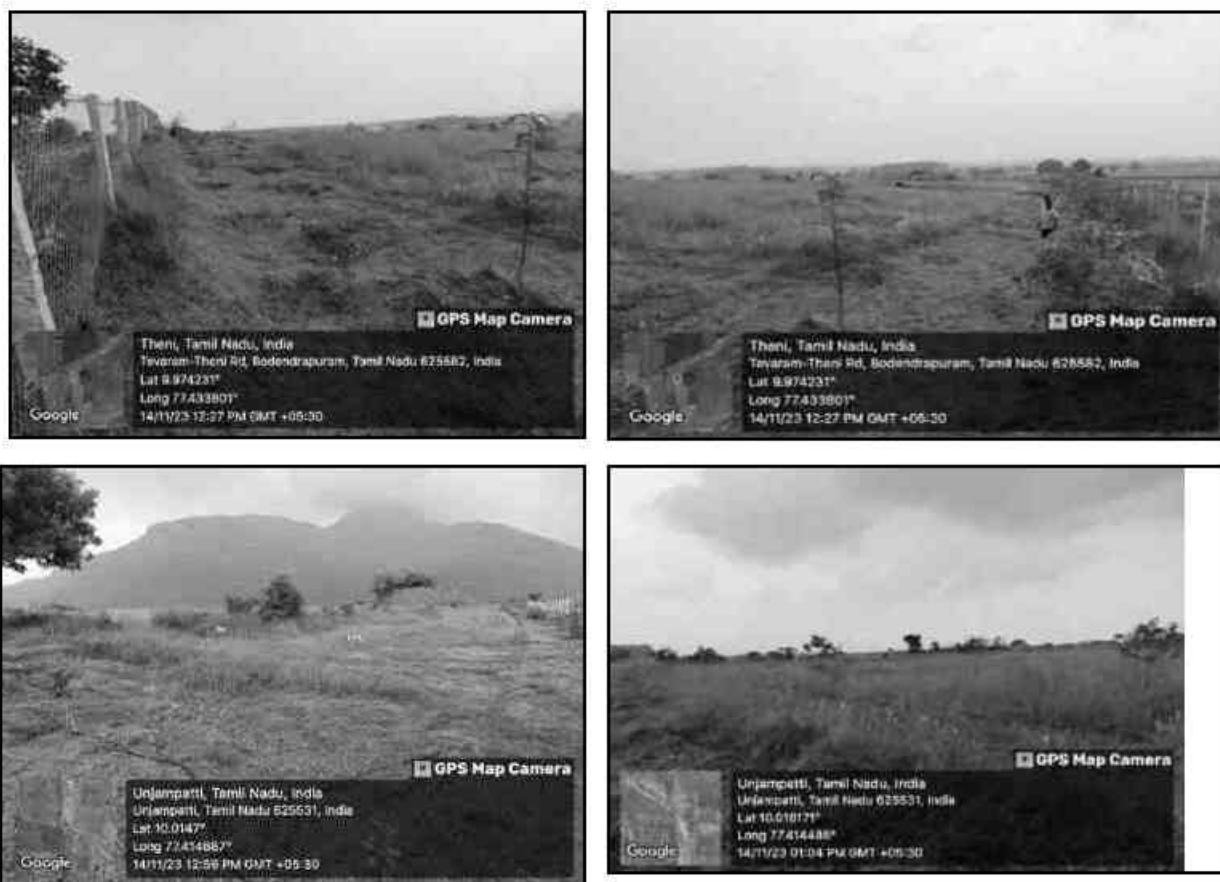 GPS Map Camera
Theni, Tamil Nadu, India
Tevaram-Theni Rd, Bodendrapuram, Tamil Nadu 625582, India
Lat 9.974231°
Long 77.433801°
Google
14/11/23 12:27 PM GMT +05:30
GPS Map Camera
Theni, Tamil Nadu, India
Tevaram-Theni Rd, Bodendrapuram, Tamil Nadu 625582, India
Lat 9.974231°
Long 77.433801°
Google
14/11/23 12:27 PM GMT +05:30
GPS Map Camera
Unjampatti, Tamil Nadu, India
Unjampatti, Tamil Nadu 625531, India
Lat 10.0147°
Long 77.414887°
Google
14/11/23 12:56 PM GMT +05:30
GPS Map Camera
Unjampatti, Tamil Nadu, India
Unjampatti, Tamil Nadu 625531, India
Lat 10.016171°
Long 77.414486°
Google
14/11/23 01:04 PM GMT +05:30